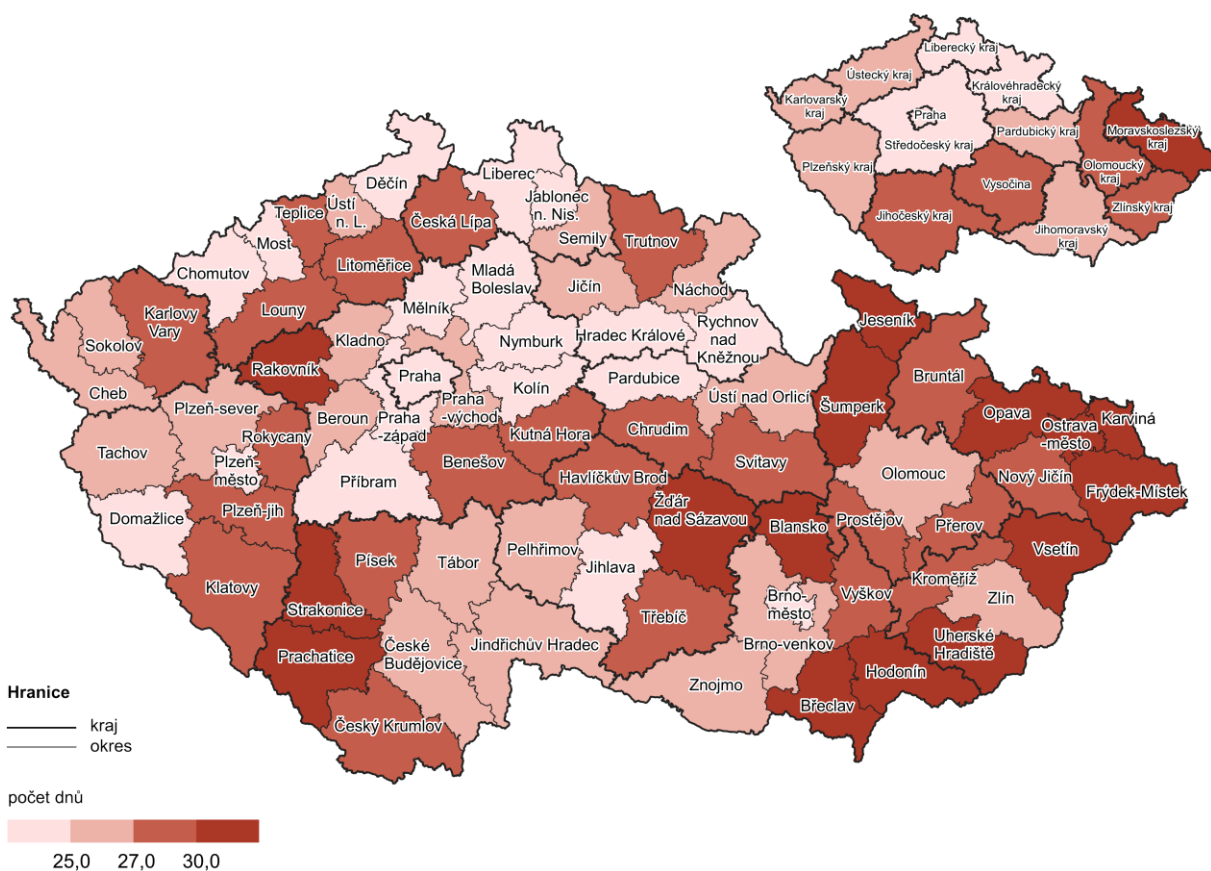 Liberecký kraj
Ústecký kraj
Karlovarský
kraj
Královéhradecký
kraj
Praha
Středočeský kraj
Pardubický kraj
Moravskoslezský
kraj
Plzeňský kraj
Olomoucký
kraj
Vysočina
Zlínský kraj
Jihočeský kraj
Jihomoravský
kraj
Děčín
Liberec
Jablonec
n. Nis.
Ústí
n. L.
Teplice
Česká Lípa
Semily
Trutnov
Most
Chomutov
Litoměřice
Mladá
Boleslav
Jičín
Náchod
Karlovy
Vary
Louny
Mělník
Jeseník
Sokolov
Kladno
Nymburk
Hradec Králové
Rychnov
nad
Kněžnou
Rakovník
Praha
Kolín
Pardubice
Bruntál
Cheb
Plzeň-sever
Beroun
Praha
-západ
Praha
-východ
Ústí nad Orlicí
Šumperk
Opava
Karviná
Ostrava
-město
Rokycany
Kutná Hora
Chrudim
Tachov
Plzeň-
město
Benešov
Svitavy
Olomouc
Nový Jičín
Příbram
Havlíčkův Brod
Frýdek-Místek
Domažlice
Plzeň-jih
Žďár
nad Sázavou
Blansko
Prostějov
Přerov
Vsetín
Písek
Tábor
Pelhřimov
Jihlava
Klatovy
Kroměříž
Strakonice
Brno-
město
Vyškov
Zlín
Třebíč
Uherské
Hradiště
Prachatice
České
Budějovice
Jindřichův Hradec
Brno-venkov
Hodonín
Znojmo
Břeclav
Český Krumlov
Hranice
kraj
okres
počet dnů
25,0 27,0 30,0